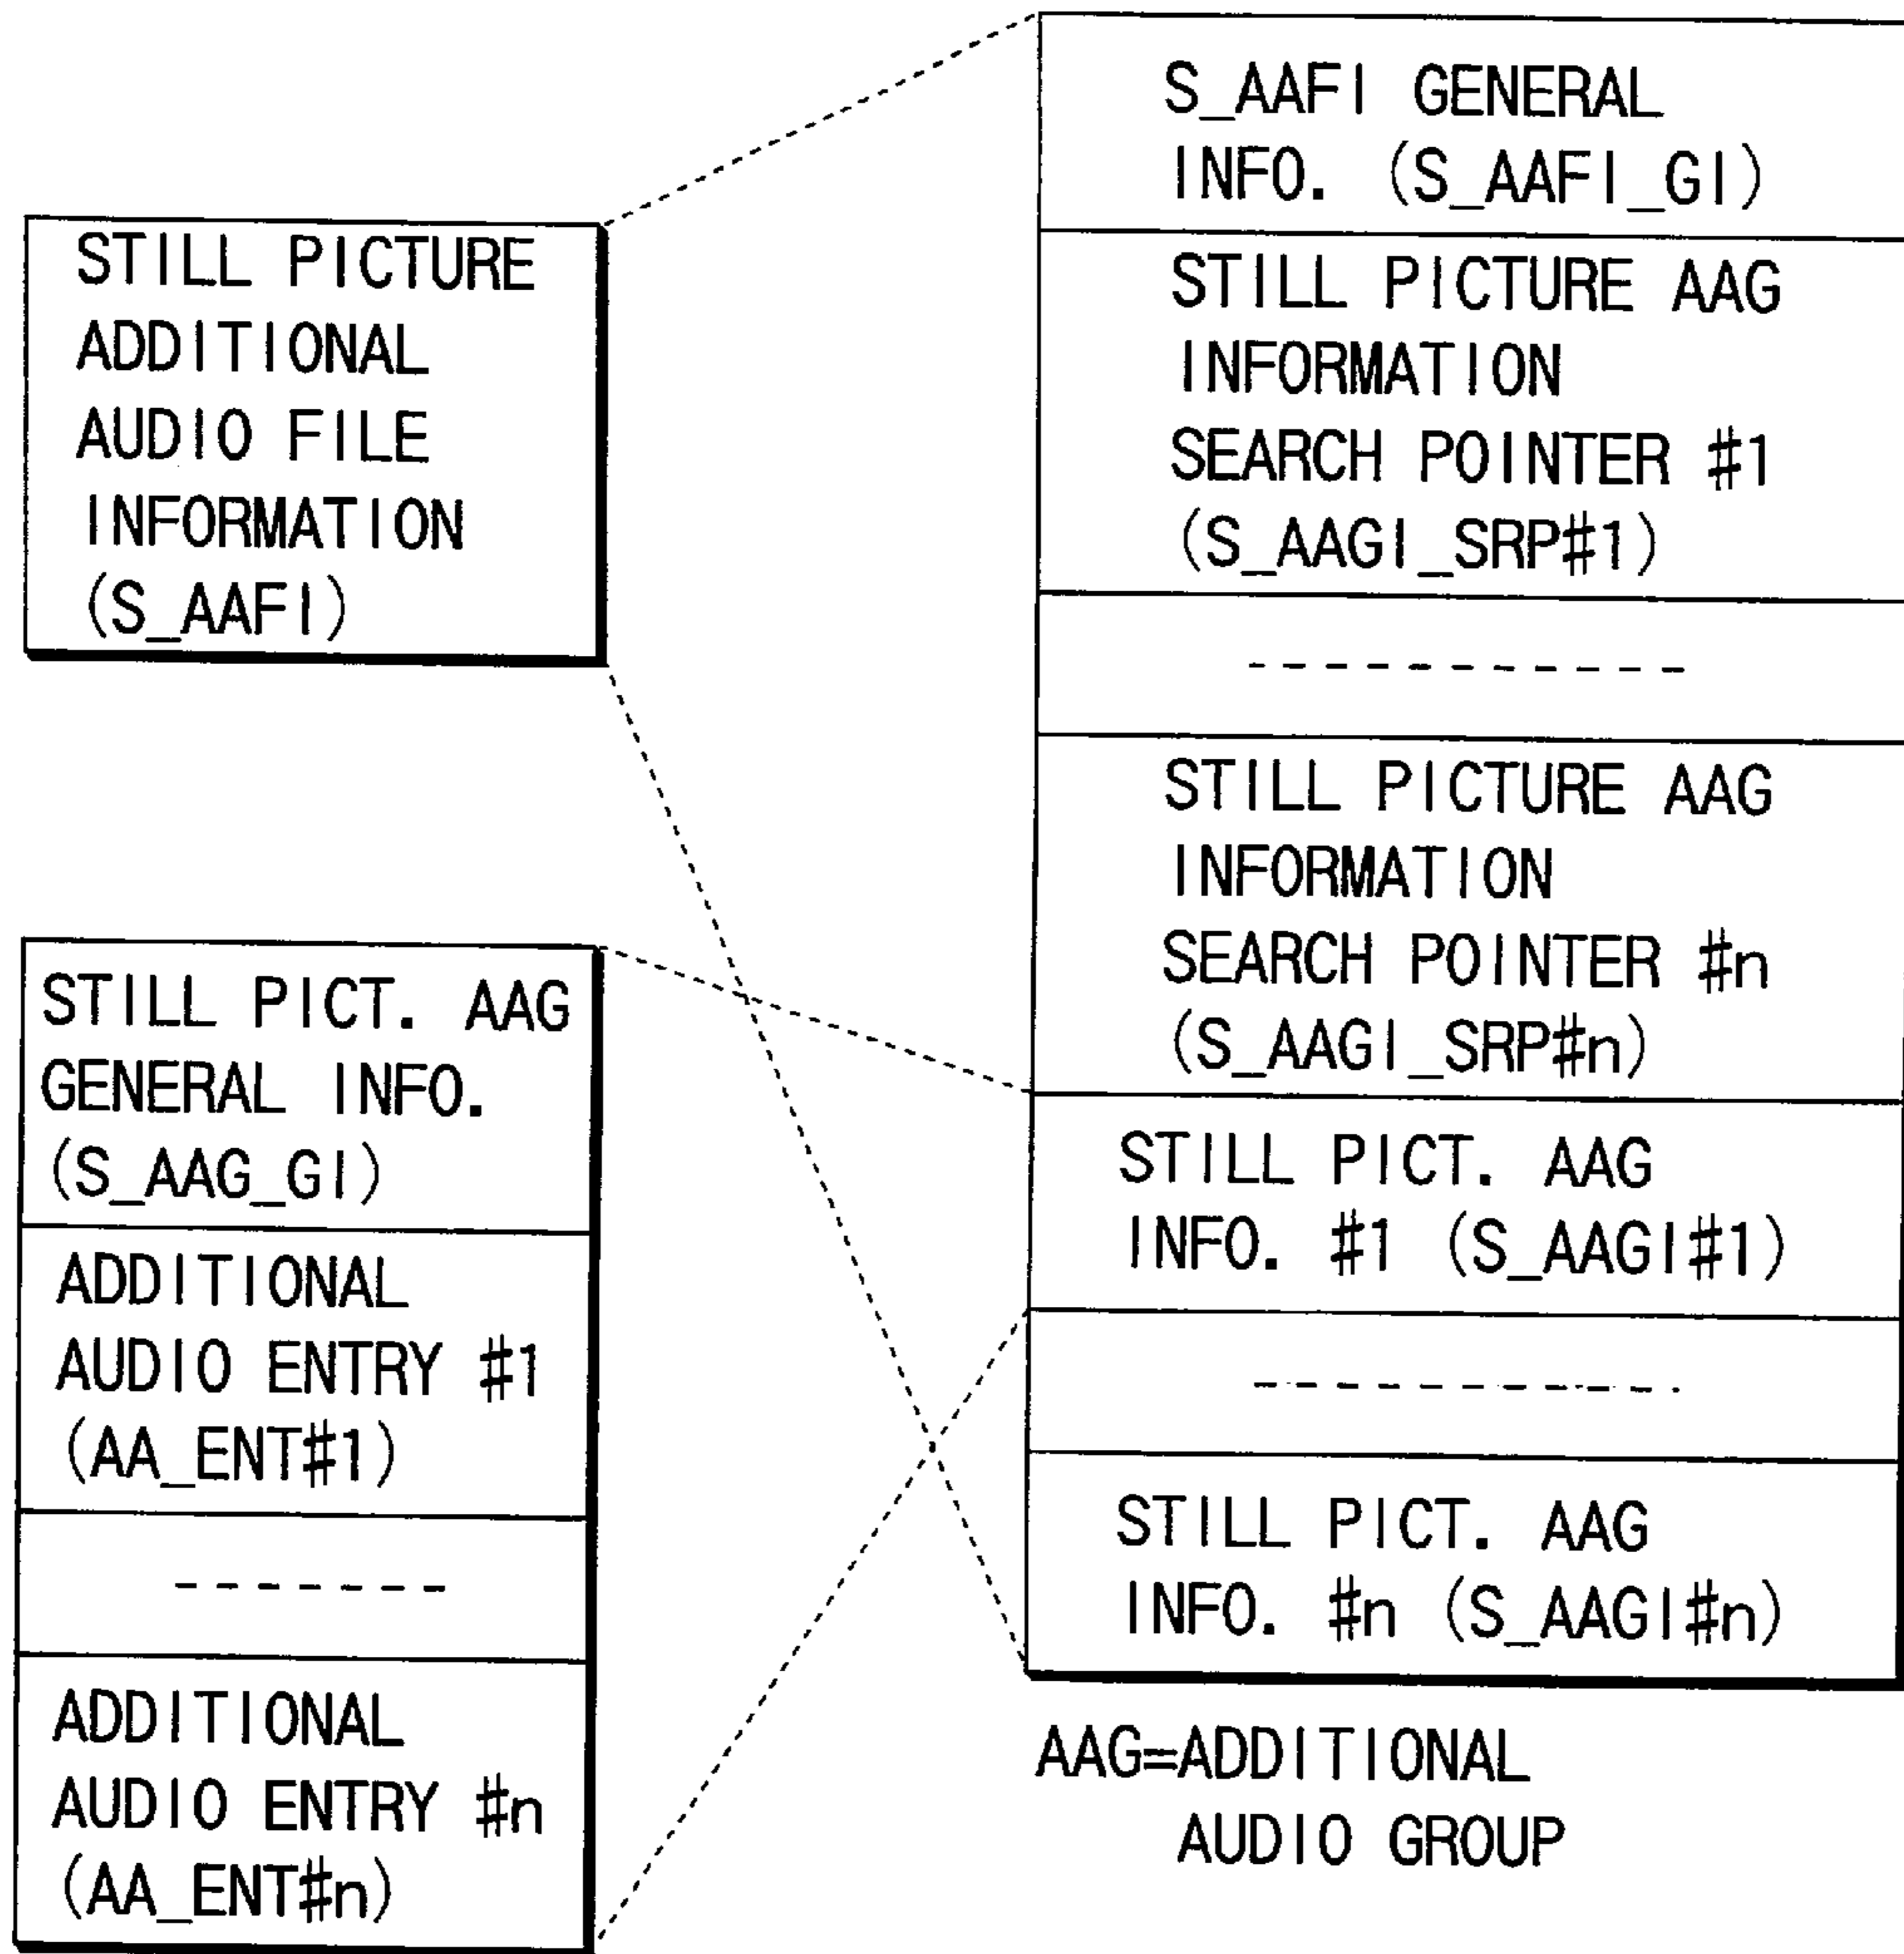 STILL PICTURE
ADDITIONAL
AUDIO FILE
INFORMATION
(S_AAFI)
S_AAFI GENERAL
INFO. (S_AAFI_GI)
STILL PICTURE AAG
INFORMATION
SEARCH POINTER #1
(S_AAGI_SRP#1)
STILL PICTURE AAG
INFORMATION
SEARCH POINTER #n
(S_AAGI_SRP#n)
STILL PICT. AAG
INFO. #1 (S_AAGI#1)
STILL PICT. AAG
INFO. #n (S_AAGI#n)
AAG=ADDITIONAL
AUDIO GROUP
STILL PICT. AAG
GENERAL INFO.
(S_AAG_GI)
ADDITIONAL
AUDIO ENTRY #1
(AA_ENT#1)
ADDITIONAL
AUDIO ENTRY #n
(AA_ENT#n)